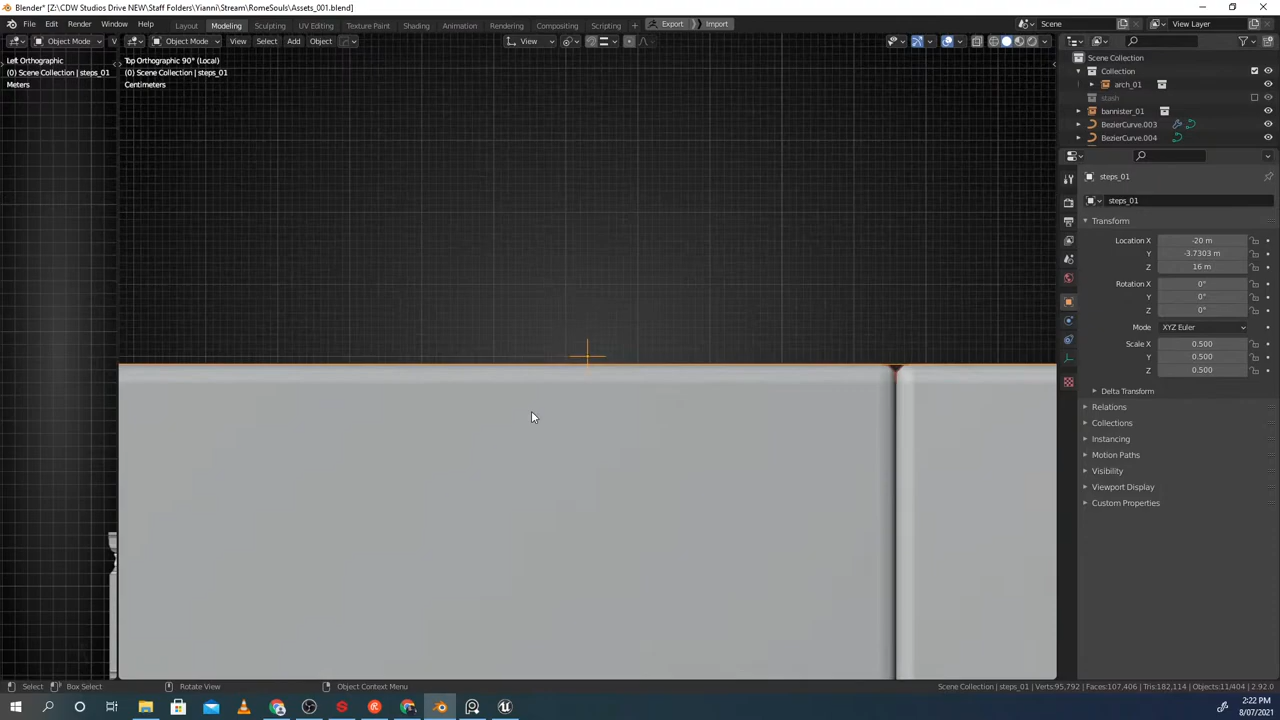 Blender* [Z:\CDW Studios Drive NEW\Staff Folders\Yianni\Stream\RomeSouls\Assets_001.blend]
File Edit Render Window Help Layout Modeling Sculpting UV Editing Texture Paint Shading Animation Rendering Compositing Scripting Export Import Scene View Layer
Object Mode V Object Mode View Select Add Object View
Left Orthographic
(0) Scene Collection | steps_01
Meters
Top Orthographic 90° (Local)
(0) Scene Collection | steps_01
Centimeters
Scene Collection
Collection
arch_01
stash
bannister_01
BezierCurve.003
BezierCurve.004
steps_01
steps_01
Transform
Location X -20 m
Y -3.7303 m
Z 16 m
Rotation X 0°
Y 0°
Z 0°
Mode XYZ Euler
Scale X 0.500
Y 0.500
Z 0.500
Delta Transform
Relations
Collections
Instancing
Motion Paths
Visibility
Viewport Display
Custom Properties
Select Box Select Rotate View Object Context Menu Scene Collection | steps_01 | Verts:95,792 | Faces:107,406 | Tris:182,114 | Objects:11/404 | 2.92.0
2:22 PM
8/07/2021